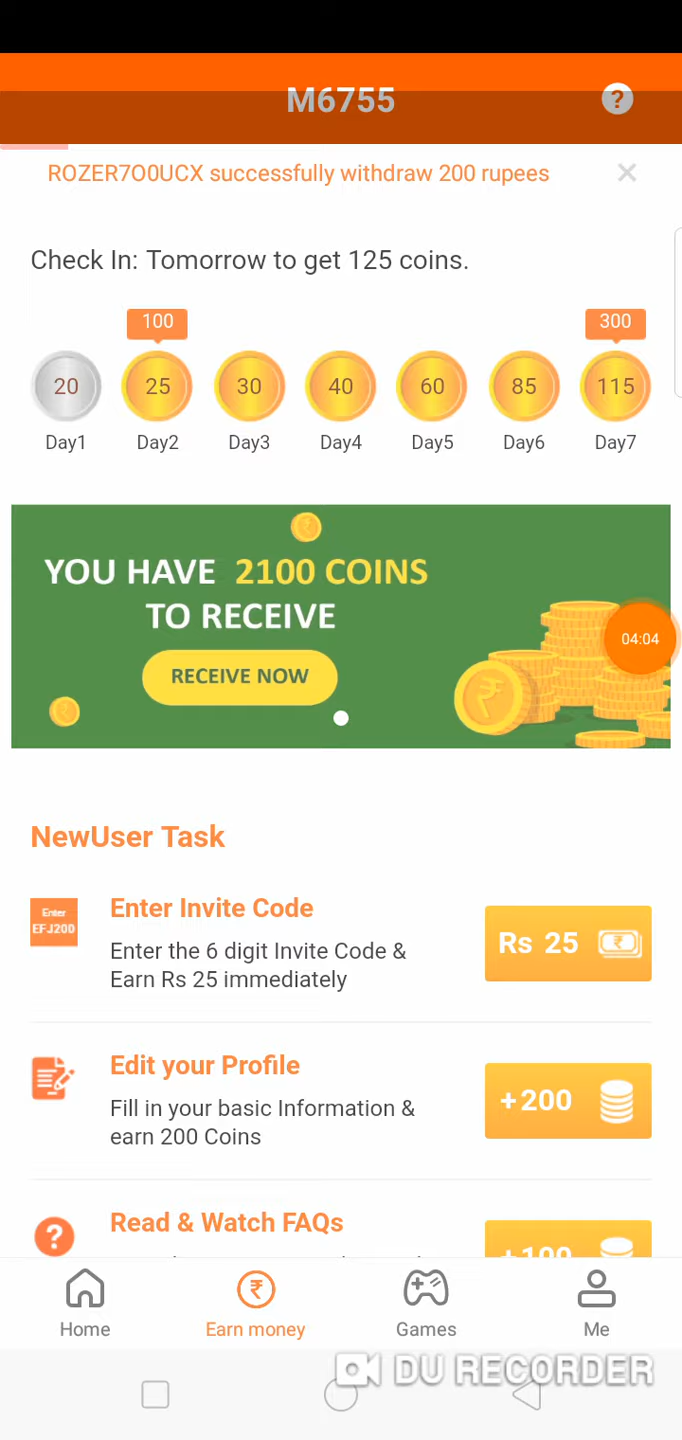 M6755
?
ROZER7O0UCX successfully withdraw 200 rupees
Check In: Tomorrow to get 125 coins.
100
300
20
25
30
40
60
85
115
Day1
Day2
Day3
Day4
Day5
Day6
Day7
YOU HAVE 2100 COINS
TO RECEIVE
RECEIVE NOW
04:04
NewUser Task
Enter
EFJ200
Enter Invite Code
Enter the 6 digit Invite Code &
Earn Rs 25 immediately
Rs 25
Edit your Profile
Fill in your basic Information &
earn 200 Coins
+200
?
Read & Watch FAQs
+100
Home
Earn money
Games
Me
DU RECORDER